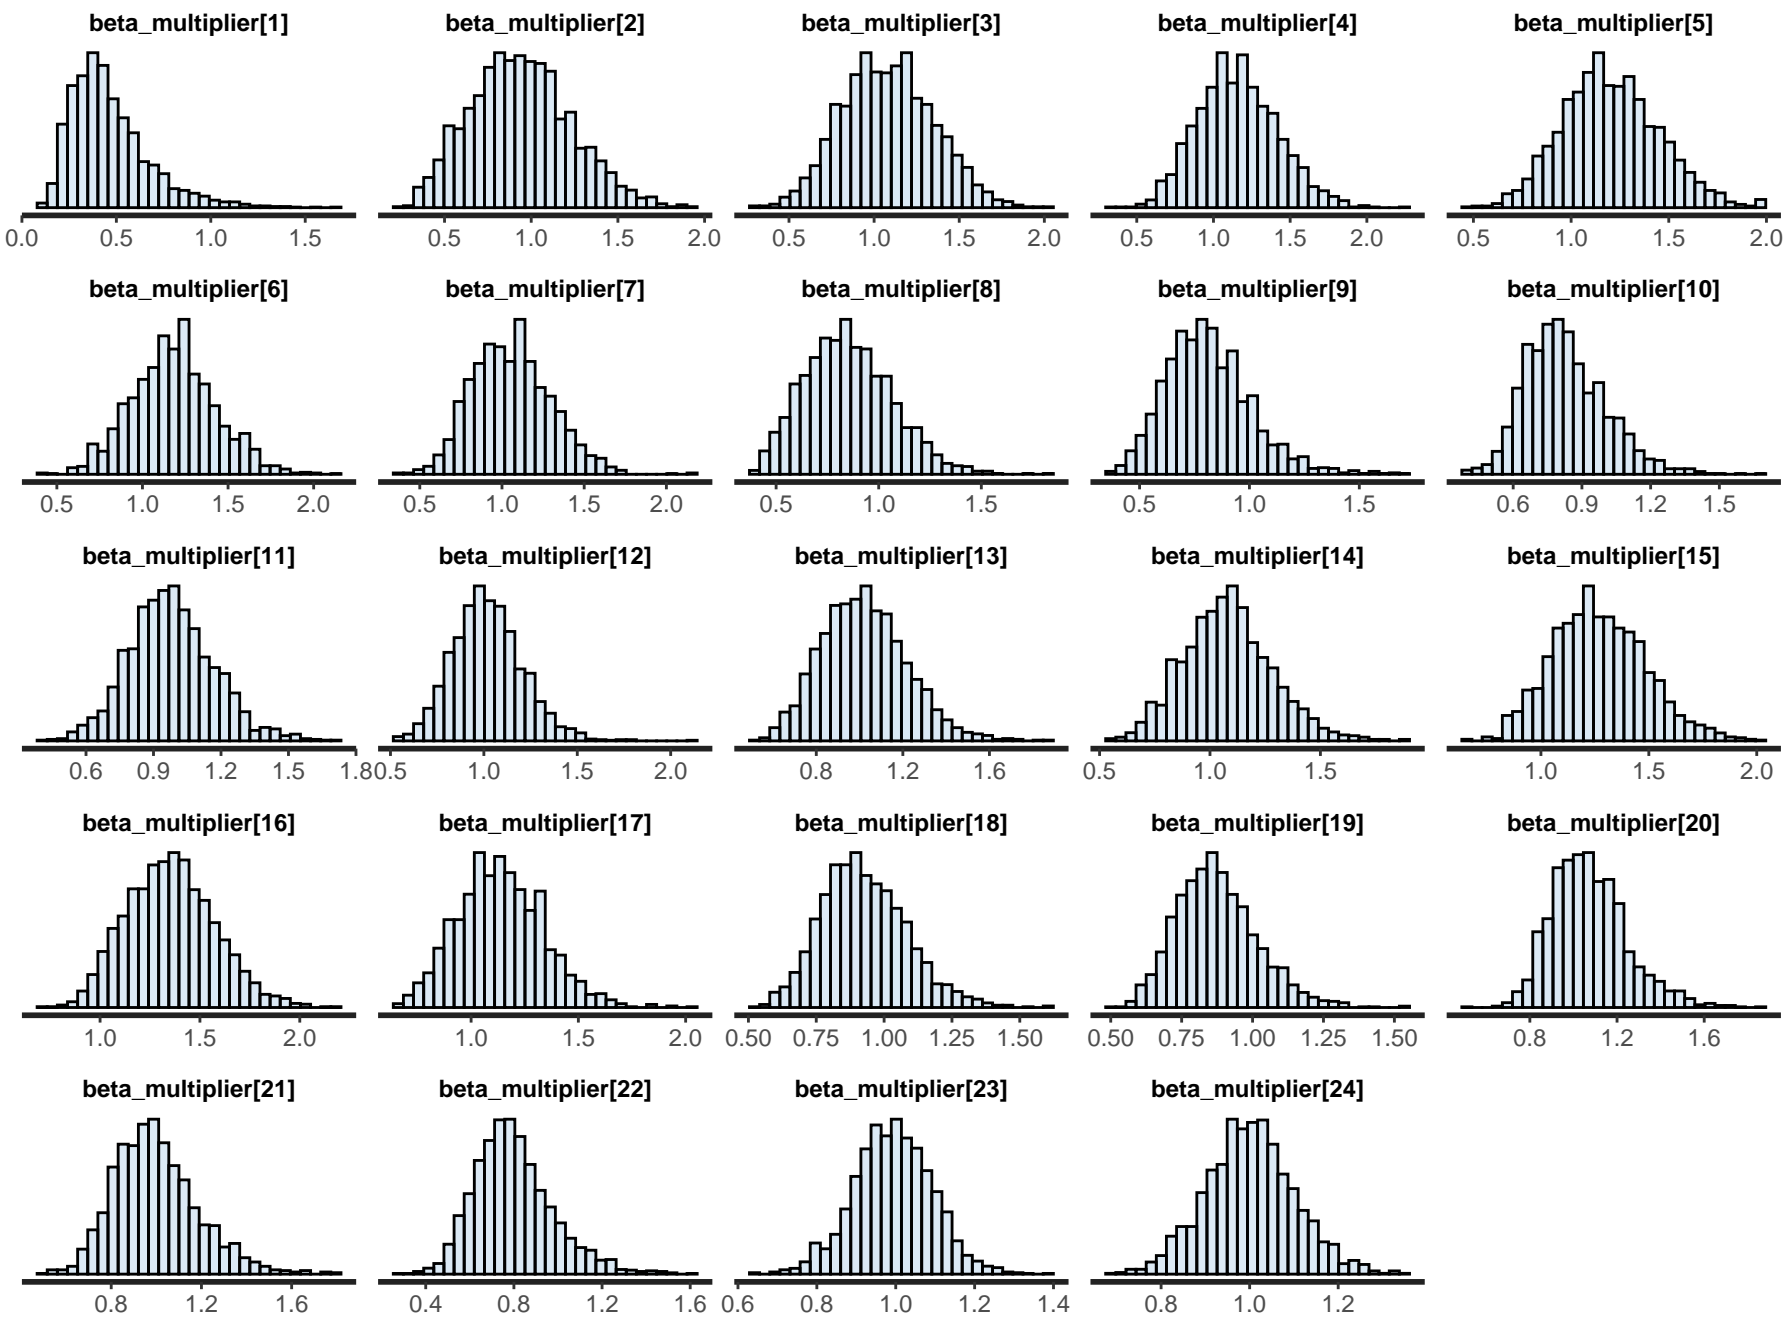 beta_multiplier[1] beta_multiplier[2] beta_multiplier[3] beta_multiplier[4] beta_multiplier[5]
0.0 0.5 1.0 1.5 0.5 1.0 1.5 2.0 0.5 1.0 1.5 2.0 0.5 1.0 1.5 2.0 0.5 1.0 1.5 2.0
beta_multiplier[6] beta_multiplier[7] beta_multiplier[8] beta_multiplier[9] beta_multiplier[10]
0.5 1.0 1.5 2.0 0.5 1.0 1.5 2.0 0.5 1.0 1.5 0.5 1.0 1.5 0.6 0.9 1.2 1.5
beta_multiplier[11] beta_multiplier[12] beta_multiplier[13] beta_multiplier[14] beta_multiplier[15]
0.6 0.9 1.2 1.5 1.8 0.5 1.0 1.5 2.0 0.8 1.2 1.6 0.5 1.0 1.5 1.0 1.5 2.0
beta_multiplier[16] beta_multiplier[17] beta_multiplier[18] beta_multiplier[19] beta_multiplier[20]
1.0 1.5 2.0 1.0 1.5 2.0 0.50 0.75 1.00 1.25 1.50 0.50 0.75 1.00 1.25 1.50 0.8 1.2 1.6
beta_multiplier[21] beta_multiplier[22] beta_multiplier[23] beta_multiplier[24]
0.8 1.2 1.6 0.4 0.8 1.2 1.6 0.6 0.8 1.0 1.2 1.4 0.8 1.0 1.2